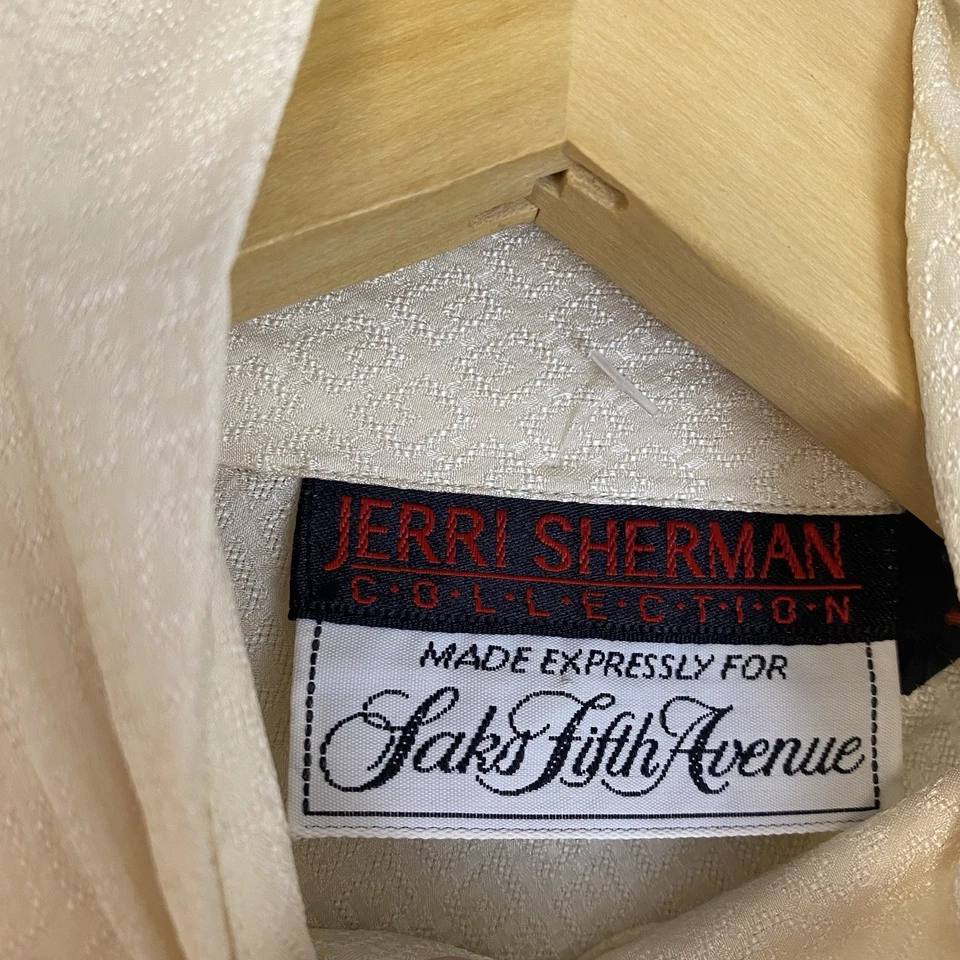 JERRI SHERMAN
C·O·L·L·E·C·T·I·O·N
MADE EXPRESSLY FOR
Saks Fifth Avenue